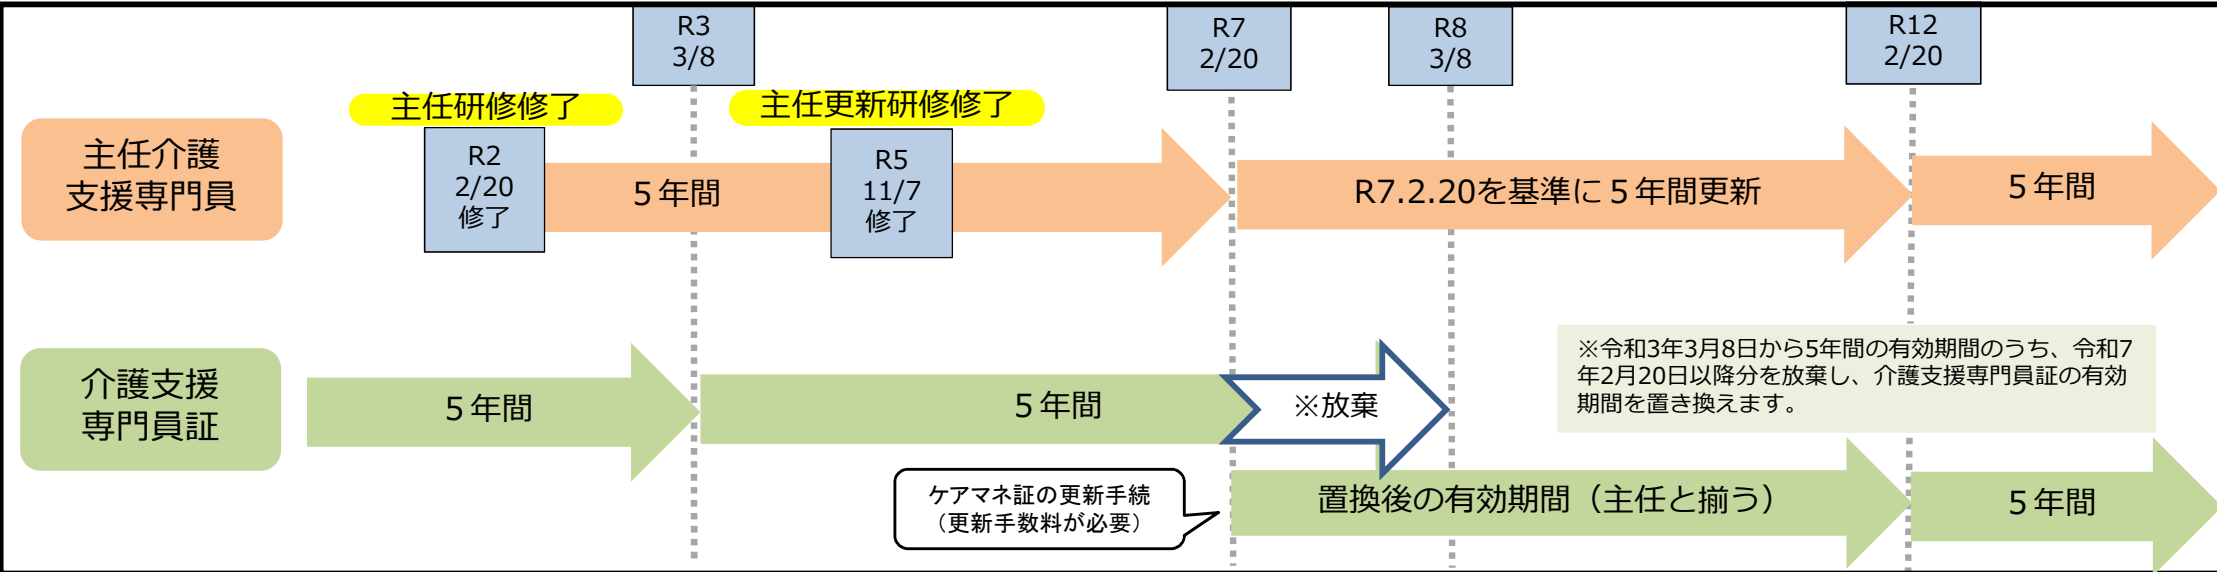 R3
3/8
R7
2/20
R8
3/8
R12
2/20
主任研修修了
主任更新研修修了
主任介護
支援専門員
R2
2/20
修了
5年間
R5
11/7
修了
R7.2.20を基準に5年間更新
5年間
介護支援
専門員証
5年間
5年間
※放棄
※令和3年3月8日から5年間の有効期間のうち、令和7
年2月20日以降分を放棄し、介護支援専門員証の有効
期間を置き換えます。
ケアマネ証の更新手続
（更新手数料が必要）
置換後の有効期間（主任と揃う）
5年間